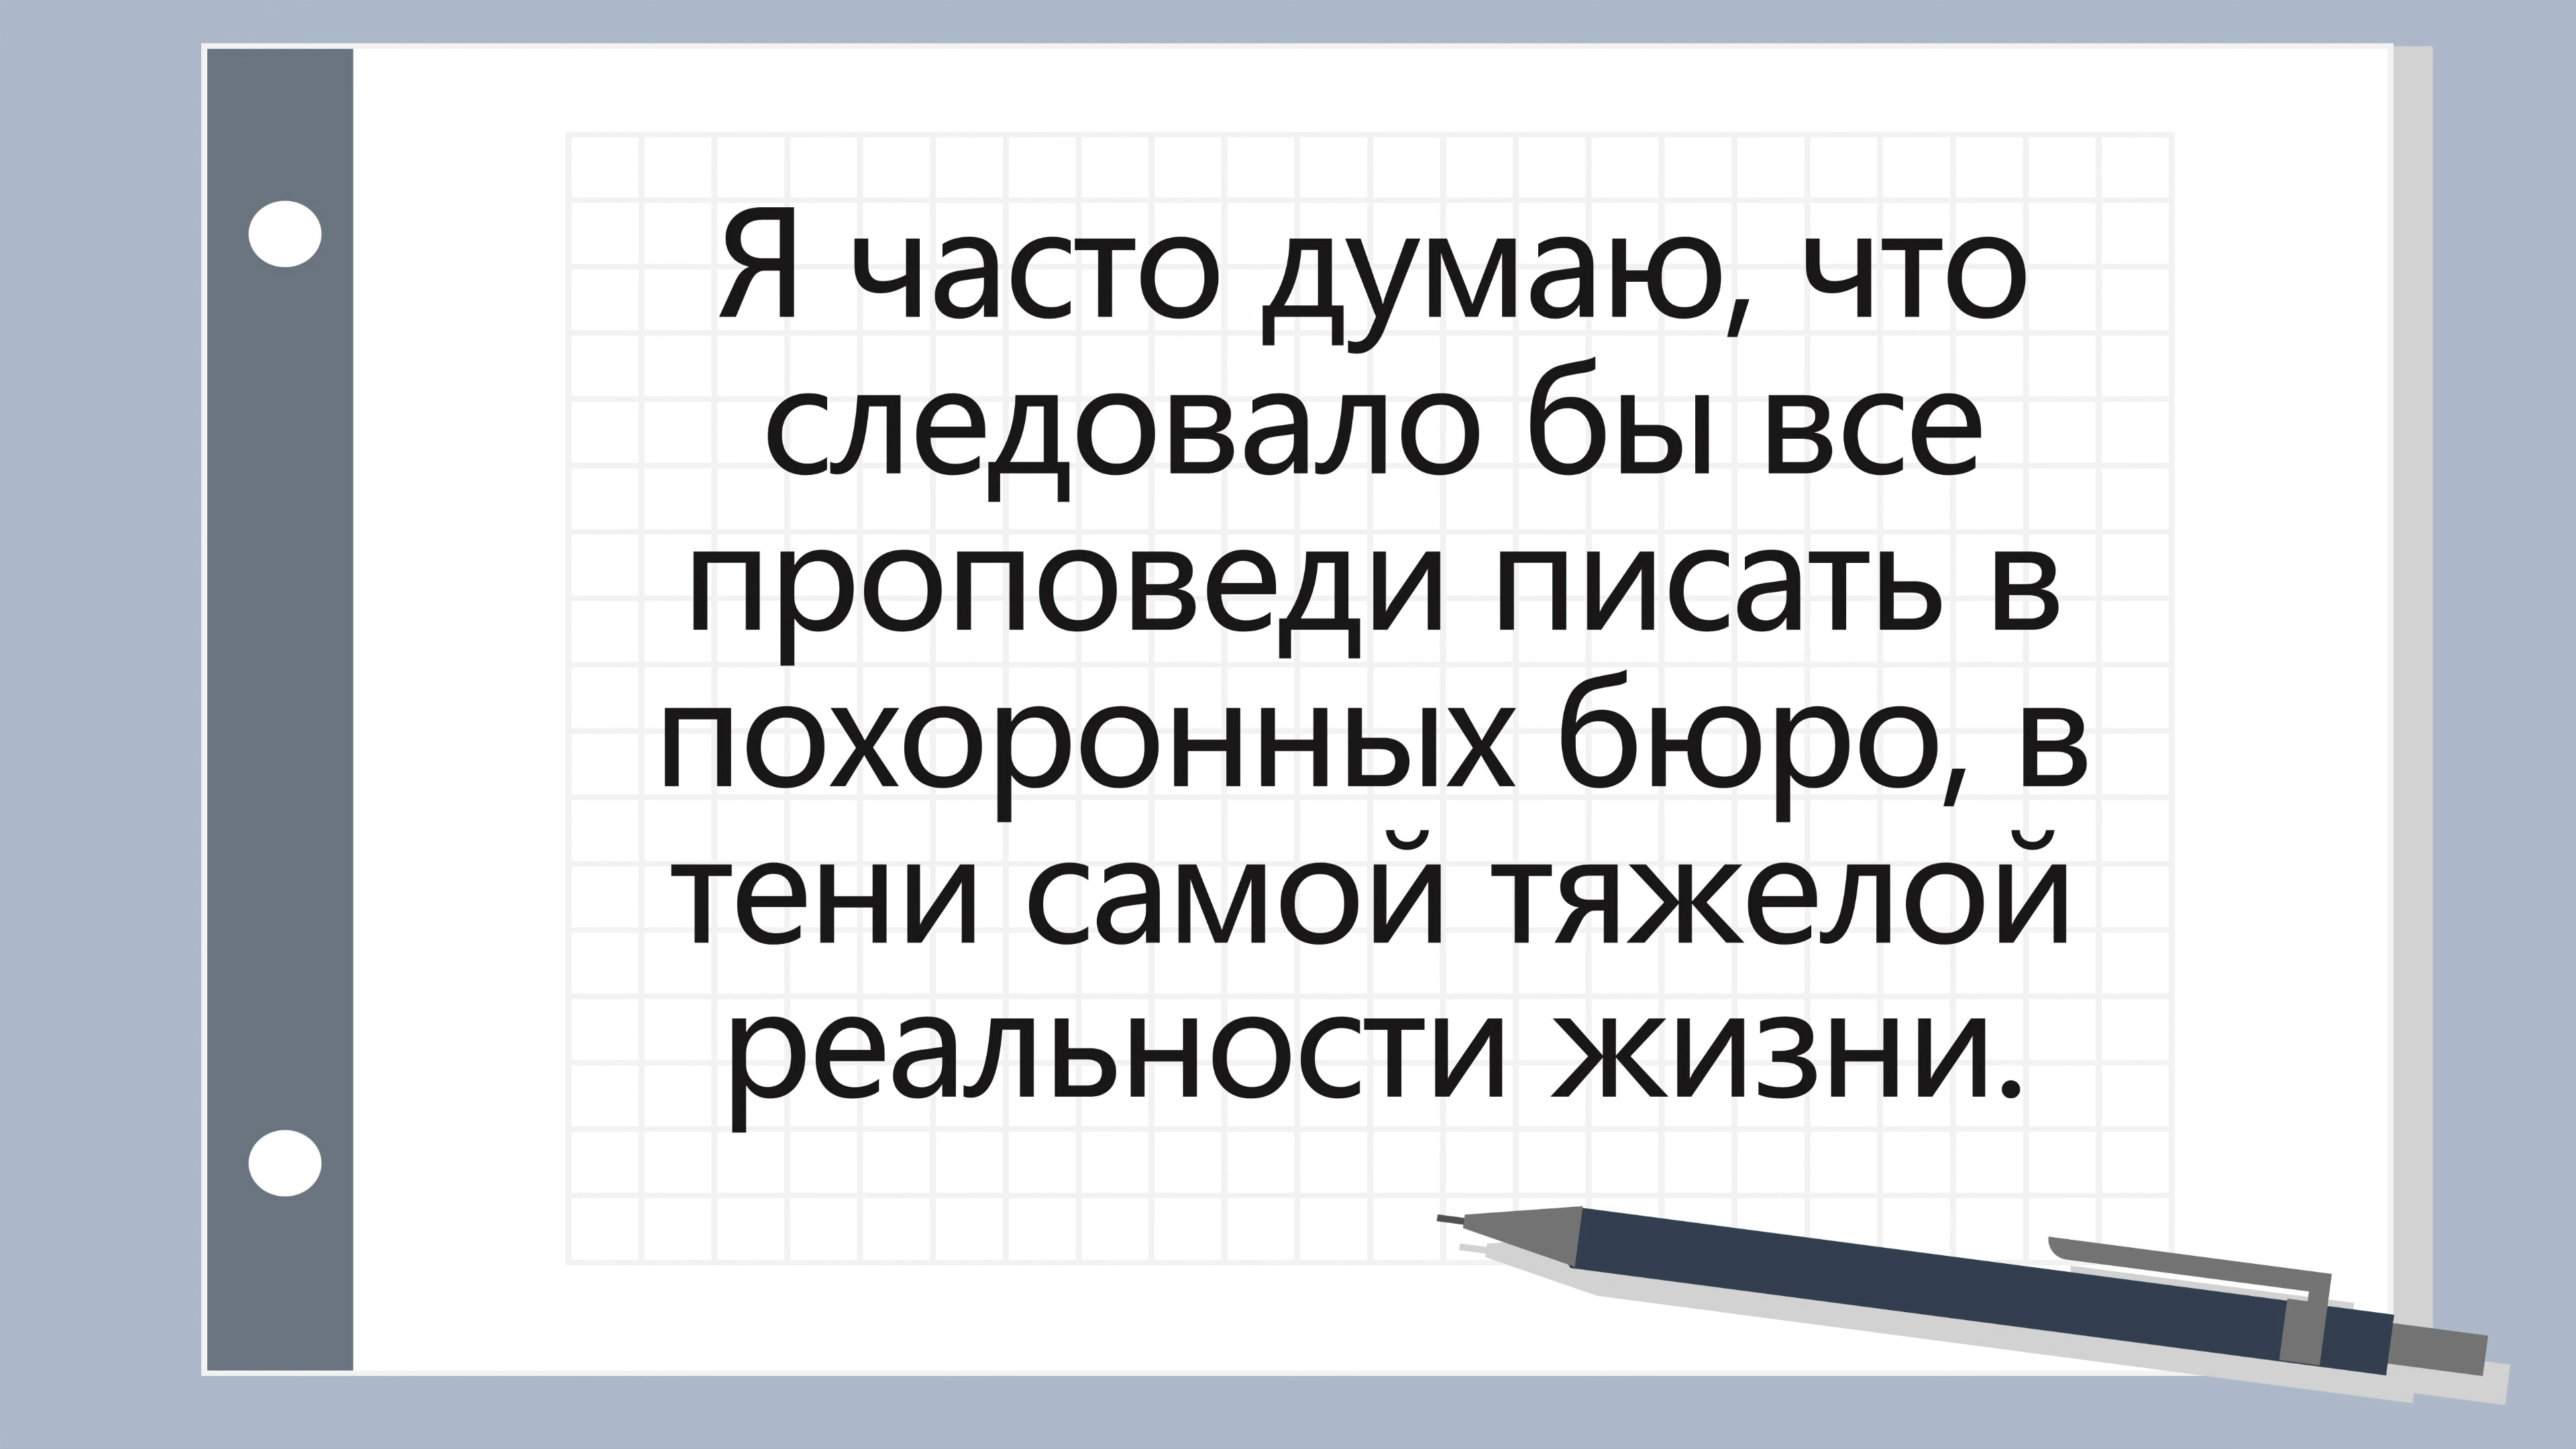 Я часто думаю, что
следовало бы все
проповеди писать в
похоронных бюро, в
тени самой тяжелой
реальности жизни.